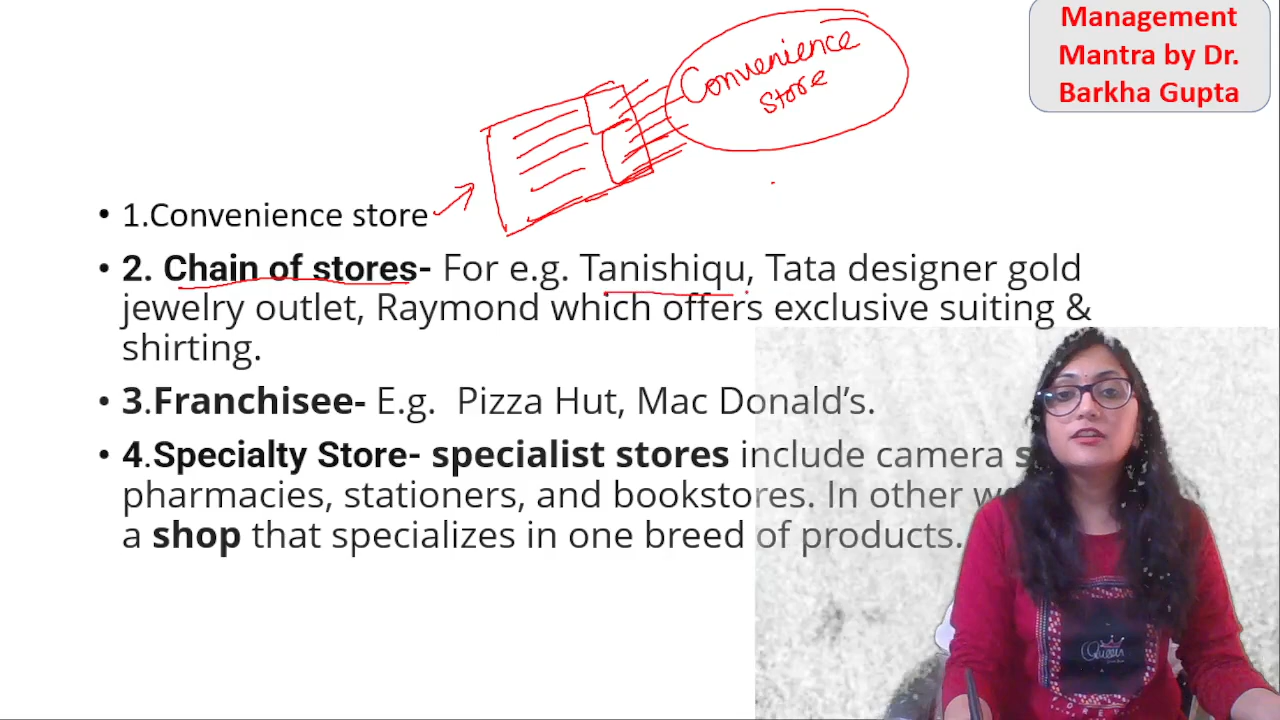 Management
Mantra by Dr.
Barkha Gupta
Convenience
Store
• 1.Convenience store
• 2. Chain of stores- For e.g. Tanishiqu, Tata designer gold
jewelry outlet, Raymond which offers exclusive suiting &
shirting.
• 3.Franchisee- E.g. Pizza Hut, Mac Donald’s.
• 4.Specialty Store- specialist stores include camera
pharmacies, stationers, and bookstores. In other
a shop that specializes in one breed of products.
Queen